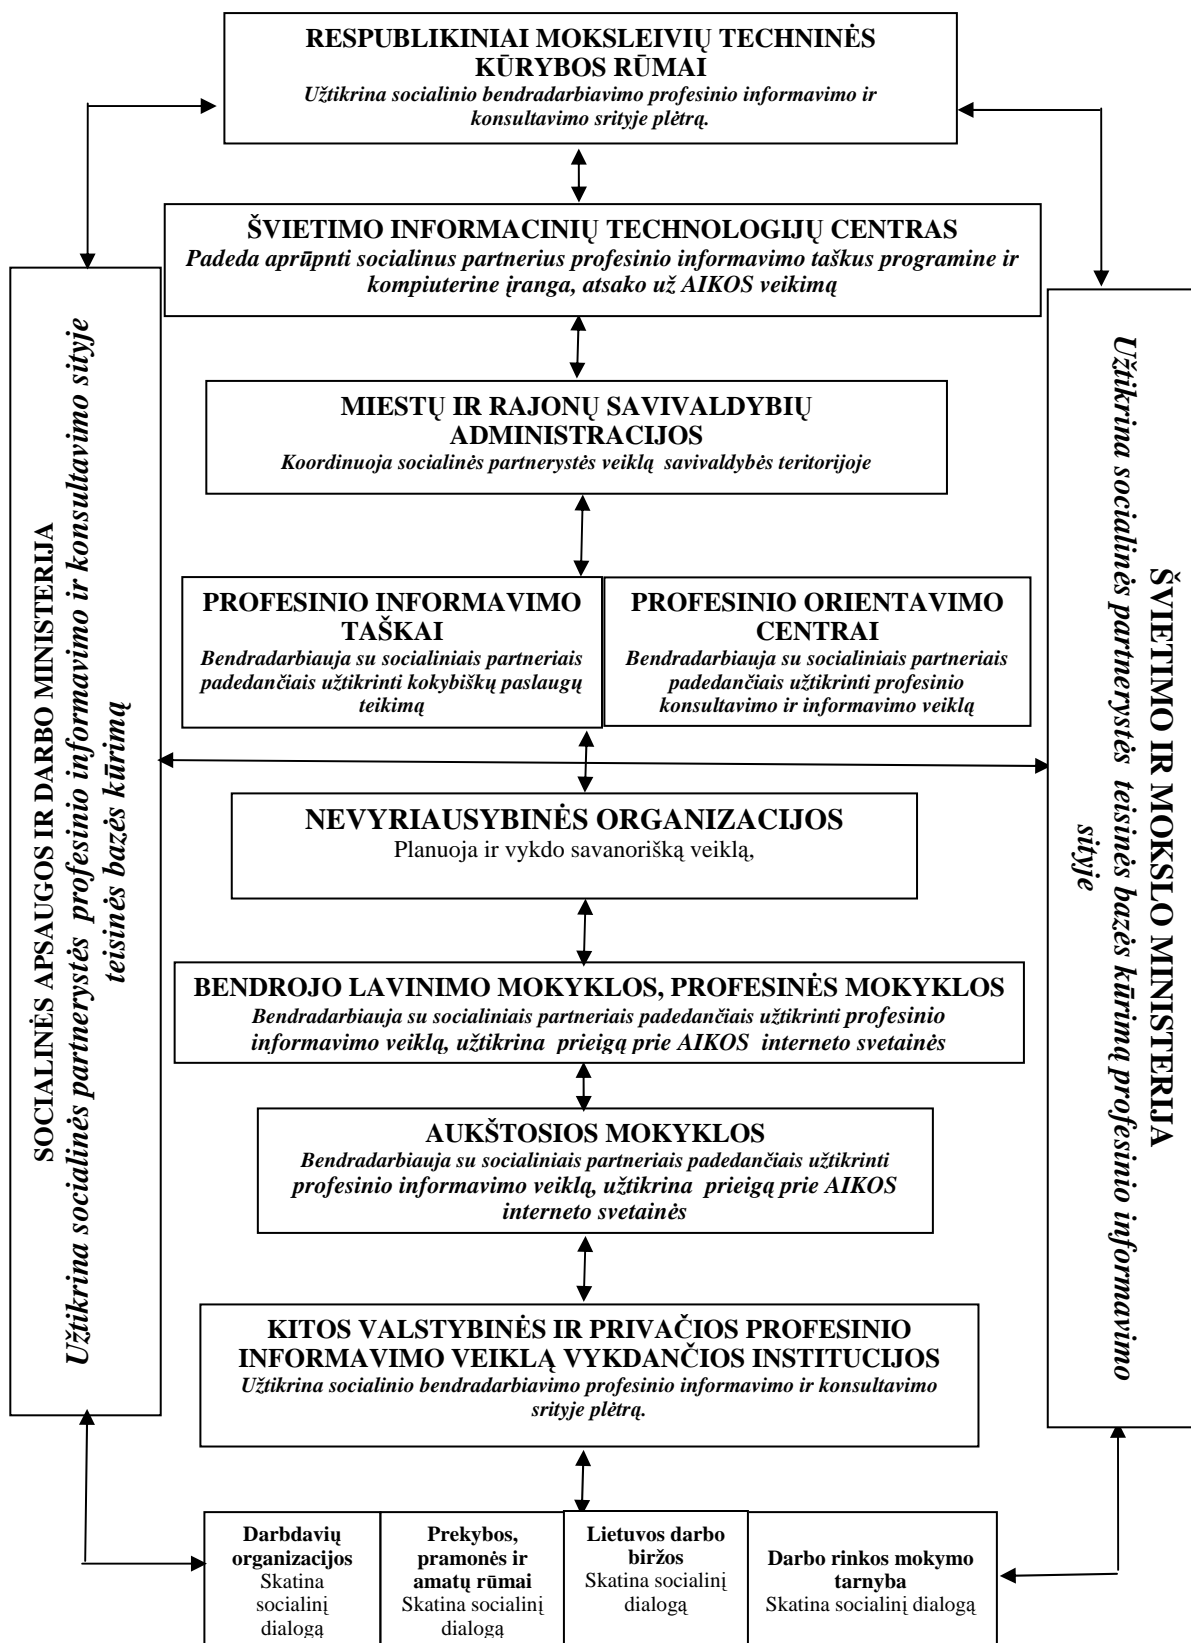 RESPUBLIKINIAI MOKSLEIVIŲ TECHNINĖS
KŪRYBOS RŪMAI
Užtikrina socialinio bendradarbiavimo profesinio informavimo ir
konsultavimo srityje plėtrą.
ŠVIETIMO INFORMACINIŲ TECHNOLOGIJŲ CENTRAS
Padeda aprūpnti socialinus partnerius profesinio informavimo taškus programine ir
kompiuterine įranga, atsako už AIKOS veikimą
SOCIALINĖS APSAUGOS IR DARBO MINISTERIJA
Užtikrina socialinės partnerystės profesinio informavimo ir konsultavimo sityje
teisinės bazės kūrimą
ŠVIETIMO IR MOKSLO MINISTERIJA
Užtikrina socialinės partnerystės teisinės bazės kūrimą profesinio informavimo
sityje
MIESTŲ IR RAJONŲ SAVIVALDYBIŲ
ADMINISTRACIJOS
Koordinuoja socialinės partnerystės veiklą savivaldybės teritorijoje
PROFESINIO INFORMAVIMO
TAŠKAI
Bendradarbiauja su socialiniais partneriais
padedančiais užtikrinti kokybiškų paslaugų
teikimą
PROFESINIO ORIENTAVIMO
CENTRAI
Bendradarbiauja su socialiniais partneriais
padedančiais užtikrinti profesinio
konsultavimo ir informavimo veiklą
NEVYRIAUSYBINĖS ORGANIZACIJOS
Planuoja ir vykdo savanorišką veiklą,
BENDROJO LAVINIMO MOKYKLOS, PROFESINĖS MOKYKLOS
Bendradarbiauja su socialiniais partneriais padedančiais užtikrinti profesinio
informavimo veiklą, užtikrina prieigą prie AIKOS interneto svetainės
AUKŠTOSIOS MOKYKLOS
Bendradarbiauja su socialiniais partneriais padedančiais užtikrinti
profesinio informavimo veiklą, užtikrina prieigą prie AIKOS
interneto svetainės
KITOS VALSTYBINĖS IR PRIVAČIOS PROFESINIO
INFORMAVIMO VEIKLĄ VYKDANČIOS INSTITUCIJOS
Užtikrina socialinio bendradarbiavimo profesinio informavimo ir konsultavimo
srityje plėtrą.
Darbdavių
organizacijos
Skatina
socialinį
dialogą
Prekybos,
pramonės ir
amatų rūmai
Skatina socialinį
dialogą
Lietuvos darbo
biržos
Skatina socialinį
dialogą
Darbo rinkos mokymo
tarnyba
Skatina socialinį dialogą